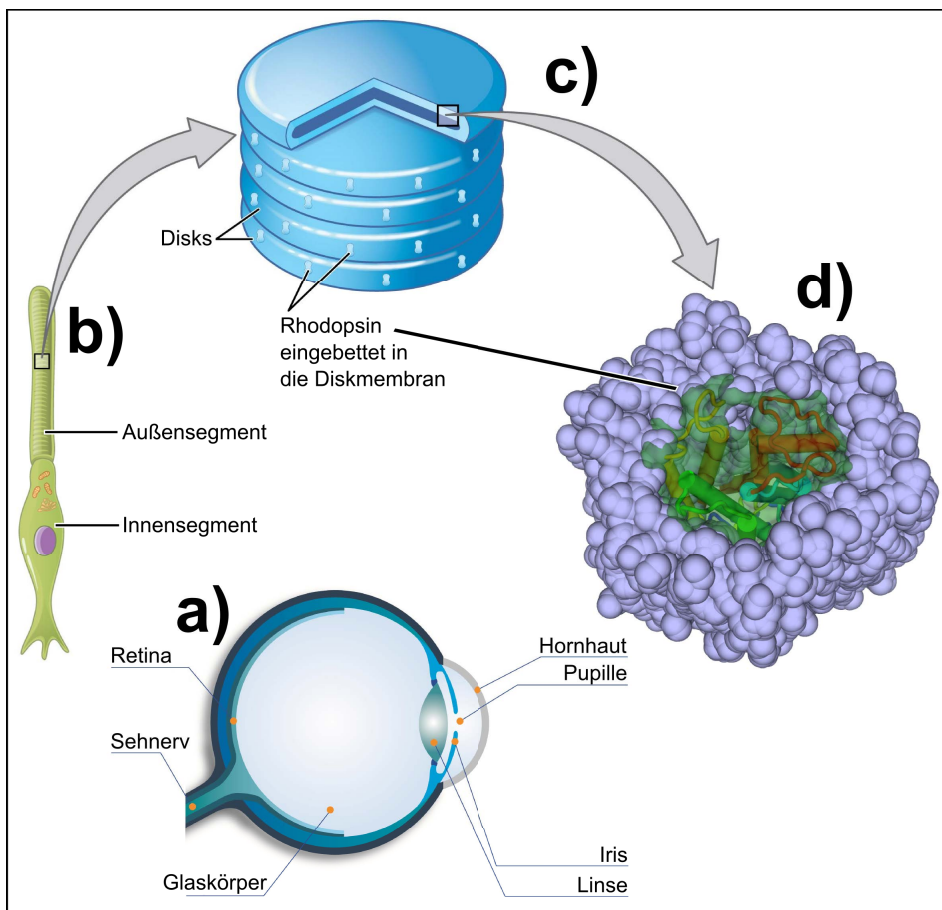 c)
Disks
Rhodopsin
eingebettet in
die Diskmembran
d)
b)
Außensegment
Innensegment
a)
Retina
Sehnerv
Glaskörper
Hornhaut
Pupille
Iris
Linse